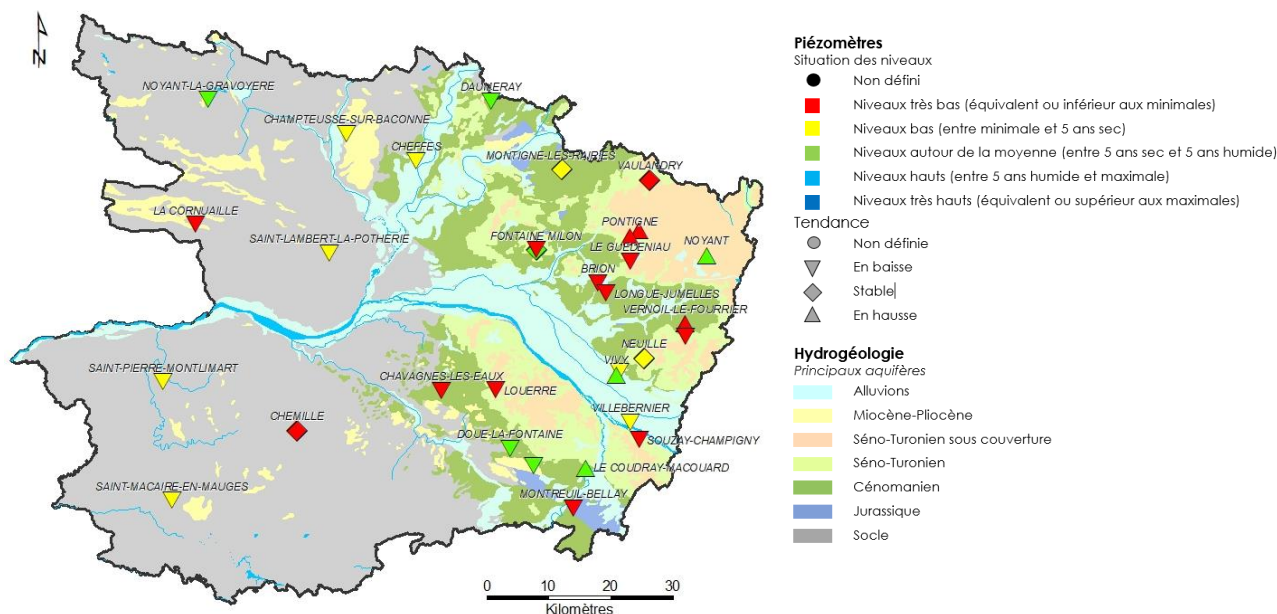 N
NOYANT-LA-GRAVOYERE
DAUMERAY
CHAMPTEUSSE-SUR-BACONNE
CHEFFES
MONTIGNE-LES-RAIRIES
VAULANDRY
LA CORNUAILLE
SAINT-LAMBERT-LA-POTHERIE
FONTAINE MILON
PONTIGNE
LE GUEDENIAU
NOYANT
BRION
LONGUE-JUMELLES
VERNOIL-LE-FOURRIER
NEUILLE
VIVY
SAINT-PIERRE-MONTLIMART
CHAVAGNES-LES-EAUX
LOUERRE
CHEMILLE
VILLEBERNIER
DOUE-LA-FONTAINE
SOUZAY-CHAMPIGNY
LE COUDRAY-MACOUARD
SAINT-MACAIRE-EN-MAUGES
MONTREUIL-BELLAY
0 10 20 30
Kilomètres
Piézomètres
Situation des niveaux
Non défini
Niveaux très bas (équivalent ou inférieur aux minimales)
Niveaux bas (entre minimale et 5 ans sec)
Niveaux autour de la moyenne (entre 5 ans sec et 5 ans humide)
Niveaux hauts (entre 5 ans humide et maximale)
Niveaux très hauts (équivalent ou supérieur aux maximales)
Tendance
Non définie
En baisse
Stable
En hausse
Hydrogéologie
Principaux aquifères
Alluvions
Miocène-Pliocène
Séno-Turonien sous couverture
Séno-Turonien
Cénomanien
Jurassique
Socle